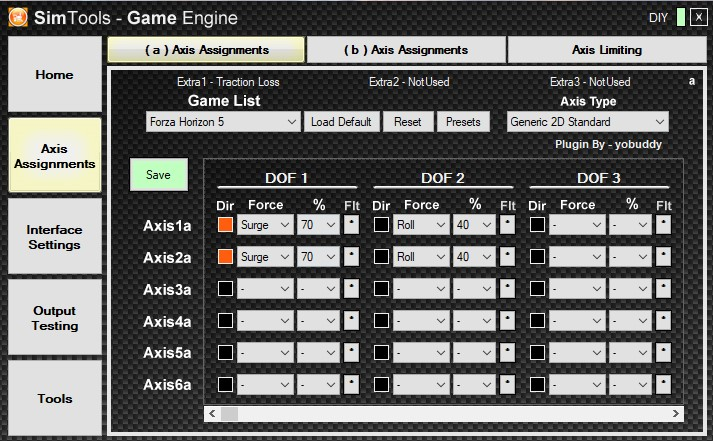 SimTools - Game Engine DIY X
Home
Axis Assignments
Interface Settings
Output Testing
Tools
( a ) Axis Assignments ( b ) Axis Assignments Axis Limiting
Extra1 - Traction Loss Extra2 - NotUsed Extra3 - NotUsed a
Game List Axis Type
Forza Horizon 5 Load Default Reset Presets Generic 2D Standard
Plugin By - yobuddy
Save
DOF 1 DOF 2 DOF 3
Dir Force % Flt Dir Force % Flt Dir Force % Flt
Axis1a Surge 70 * Roll 40 * - - *
Axis2a Surge 70 * Roll 40 * - - *
Axis3a - - * - - * - - *
Axis4a - - * - - * - - *
Axis5a - - * - - * - - *
Axis6a - - * - - * - - *